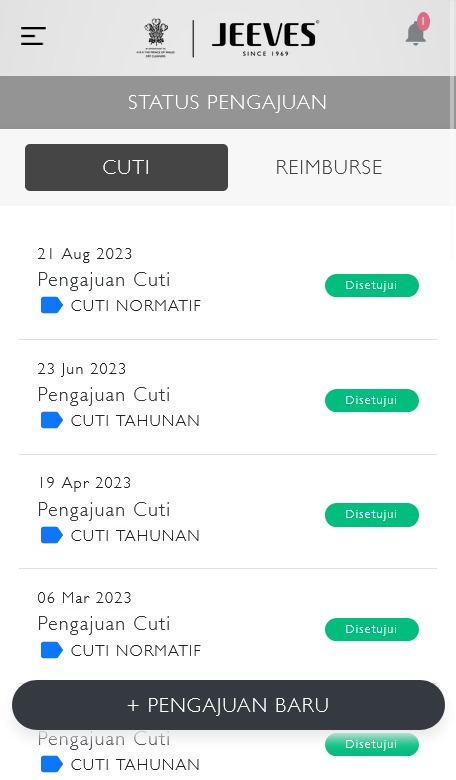 1
JEEVES
SINCE 1969
STATUS PENGAJUAN
CUTI
REIMBURSE
21 Aug 2023
Pengajuan Cuti
Disetujui
CUTI NORMATIF
23 Jun 2023
Pengajuan Cuti
Disetujui
CUTI TAHUNAN
19 Apr 2023
Pengajuan Cuti
Disetujui
CUTI TAHUNAN
06 Mar 2023
Pengajuan Cuti
Disetujui
CUTI NORMATIF
+ PENGAJUAN BARU
Pengajuan Cuti
Disetujui
CUTI TAHUNAN